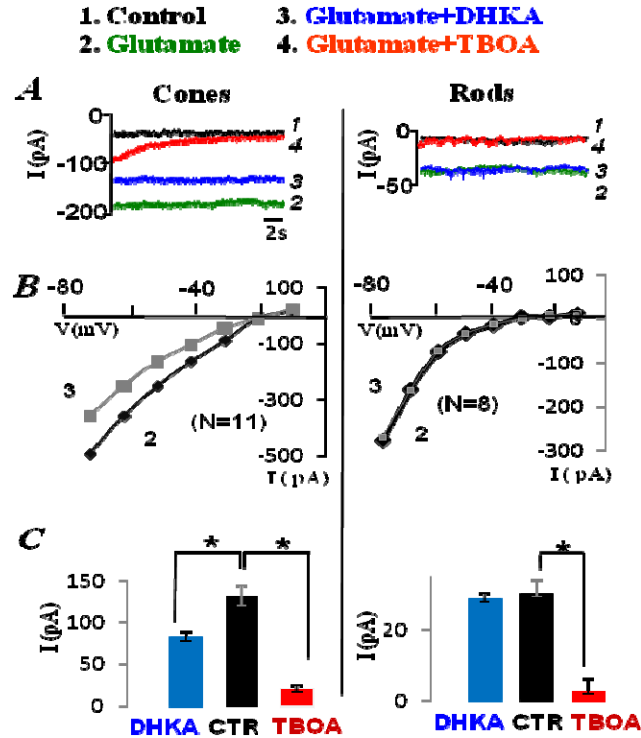 1. Control 3. Glutamate+DHKA
2. Glutamate 4. Glutamate+TBOA
A Cones Rods
0
-100
-200
I(pA)
1
4
3
2
2s
0
-50
I(pA)
1
4
3
2
B
-80 -40 100
V(mV)
-100
-300
-500
I(pA)
3
2
(N=11)
-80 -40 100
V(mV)
0
-100
-200
-300
I(pA)
3
2
(N=8)
C
* *
150
100
50
0
I(pA)
DHKA CTR TBOA
*
20
0
I(pA)
DHKA CTR TBOA